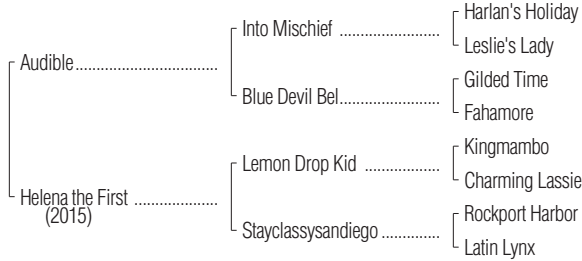 Harlan's Holiday
Into Mischief ......................
Leslie's Lady
Audible................................
Gilded Time
Blue Devil Bel......................
Fahamore
Kingmambo
Lemon Drop Kid ................
Charming Lassie
Helena the First ..................
(2015)
Rockport Harbor
Stayclassysandiego .............
Latin Lynx